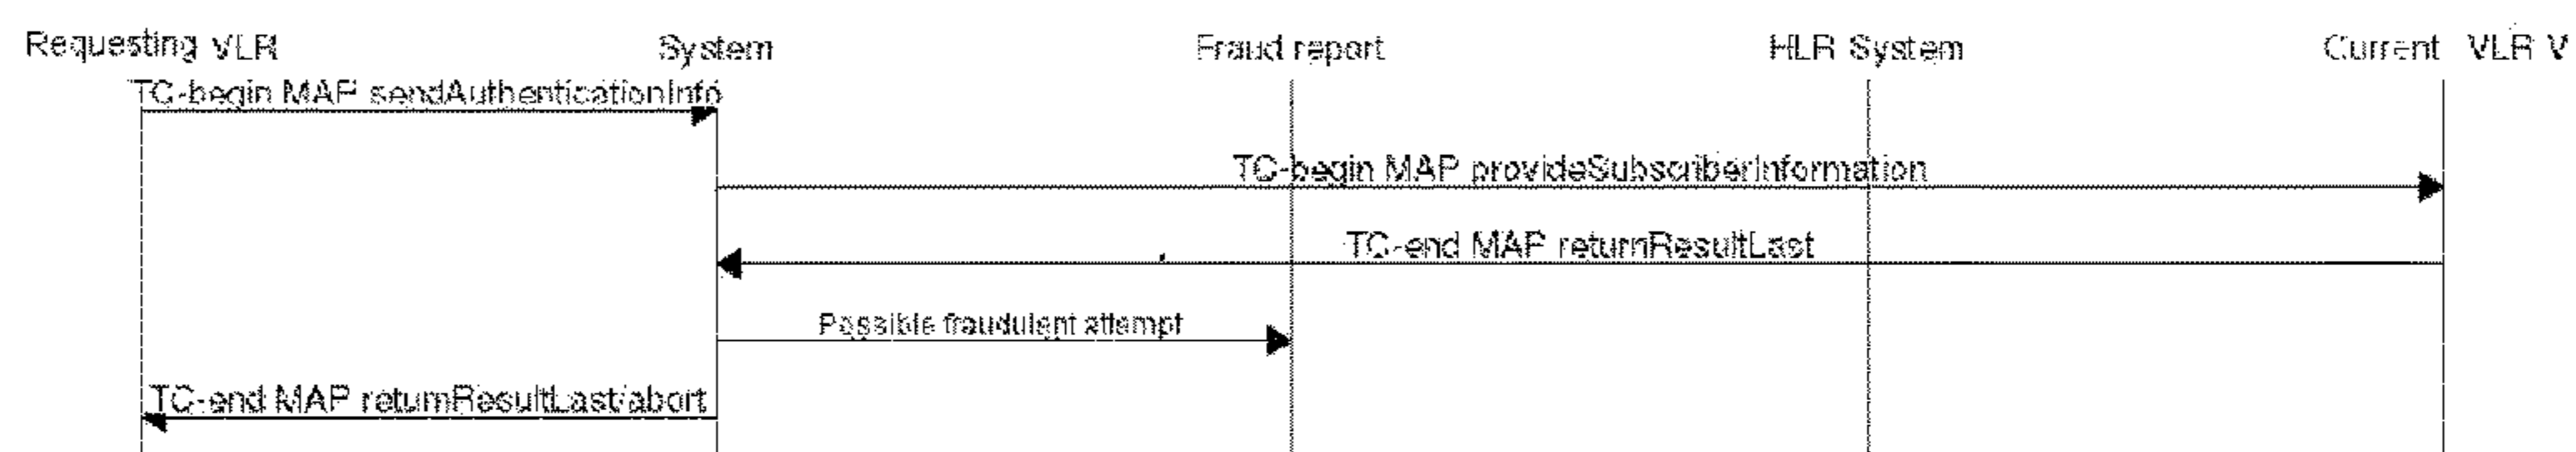 Requesting VLR System Fraud report HLR System Current VLR V
TC-begin MAP sendAuthenticationInfo
TC-begin MAP provideSubscriberInformation
TC-end MAP returnResultLast
Possible fraudulent attempt
TC-end MAP returnResultLast/abort